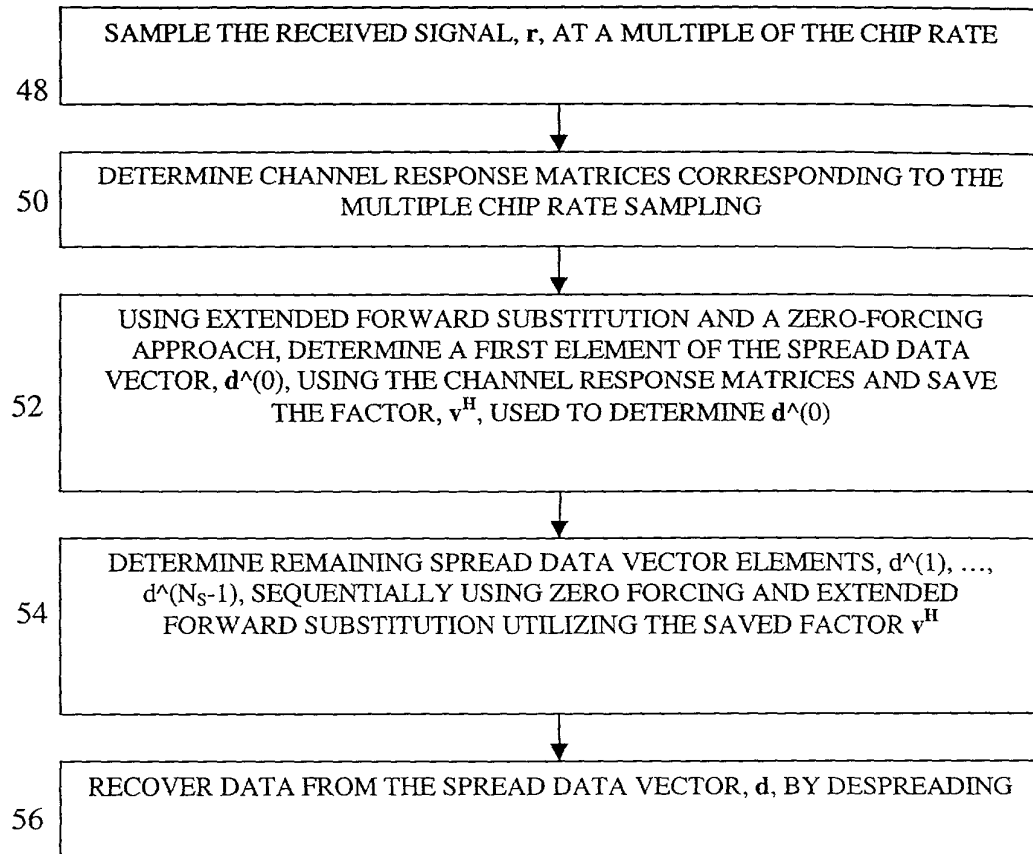 SAMPLE THE RECEIVED SIGNAL, r, AT A MULTIPLE OF THE CHIP RATE
48
DETERMINE CHANNEL RESPONSE MATRICES CORRESPONDING TO THE
MULTIPLE CHIP RATE SAMPLING
50
USING EXTENDED FORWARD SUBSTITUTION AND A ZERO-FORCING
APPROACH, DETERMINE A FIRST ELEMENT OF THE SPREAD DATA
VECTOR, d^(0), USING THE CHANNEL RESPONSE MATRICES AND SAVE
THE FACTOR, v^H, USED TO DETERMINE d^(0)
52
DETERMINE REMAINING SPREAD DATA VECTOR ELEMENTS, d^(1), ...,
d^(N_S-1), SEQUENTIALLY USING ZERO FORCING AND EXTENDED
FORWARD SUBSTITUTION UTILIZING THE SAVED FACTOR v^H
54
RECOVER DATA FROM THE SPREAD DATA VECTOR, d, BY DESPREADING
56